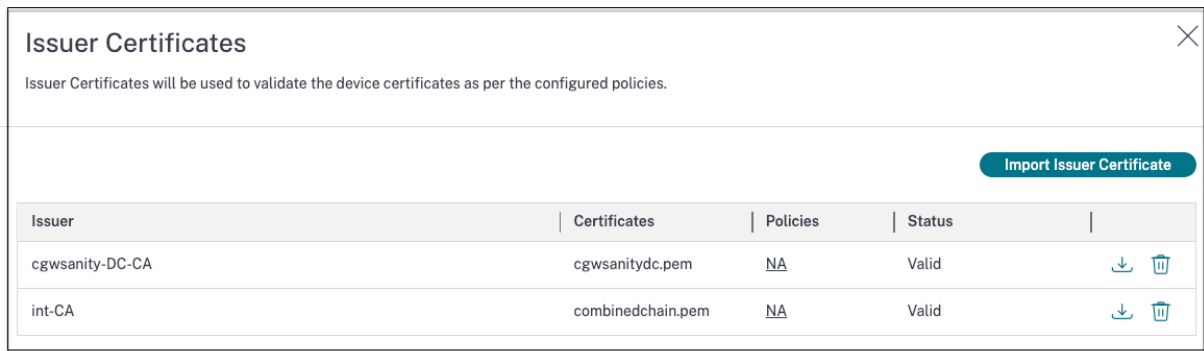 Issuer Certificates
Issuer Certificates will be used to validate the device certificates as per the configured policies.
Import Issuer Certificate
Issuer Certificates Policies Status
cgwsanity-DC-CA cgwsanitydc.pem NA Valid
int-CA combinedchain.pem NA Valid